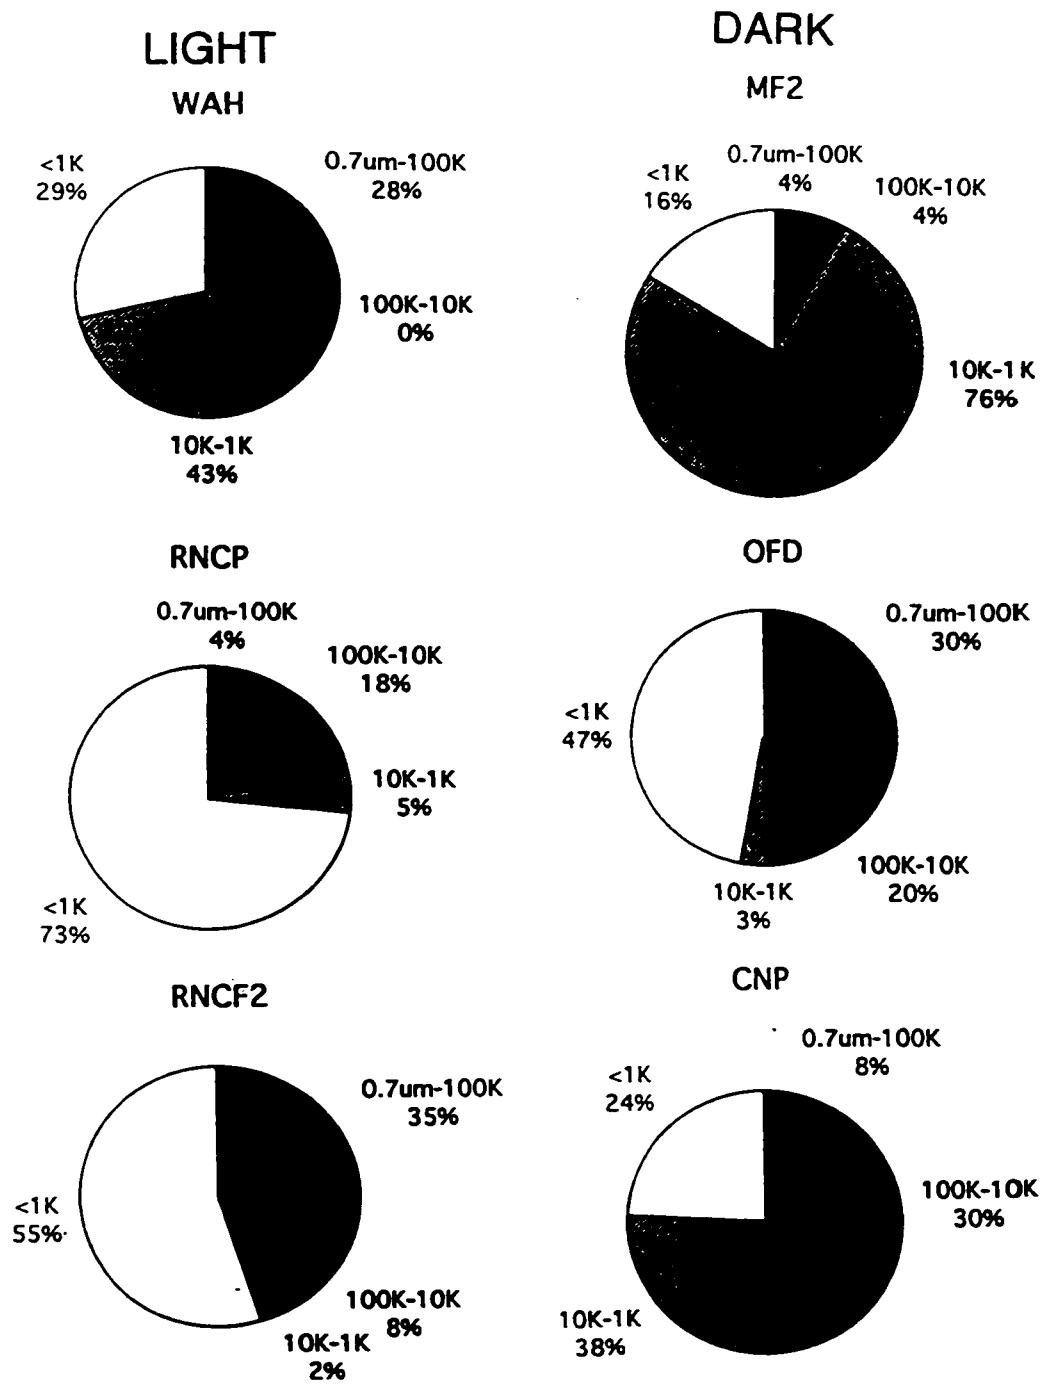 LIGHT
WAH
<1K
29%
0.7um-100K
28%
100K-10K
0%
10K-1K
43%
RNCP
0.7um-100K
4%
100K-10K
18%
10K-1K
5%
<1K
73%
RNCF2
0.7um-100K
35%
<1K
55%
100K-10K
8%
10K-1K
2%
DARK
MF2
<1K
16%
0.7um-100K
4%
100K-10K
4%
10K-1K
76%
OFD
0.7um-100K
30%
<1K
47%
100K-10K
20%
10K-1K
3%
CNP
0.7um-100K
8%
<1K
24%
100K-10K
30%
10K-1K
38%